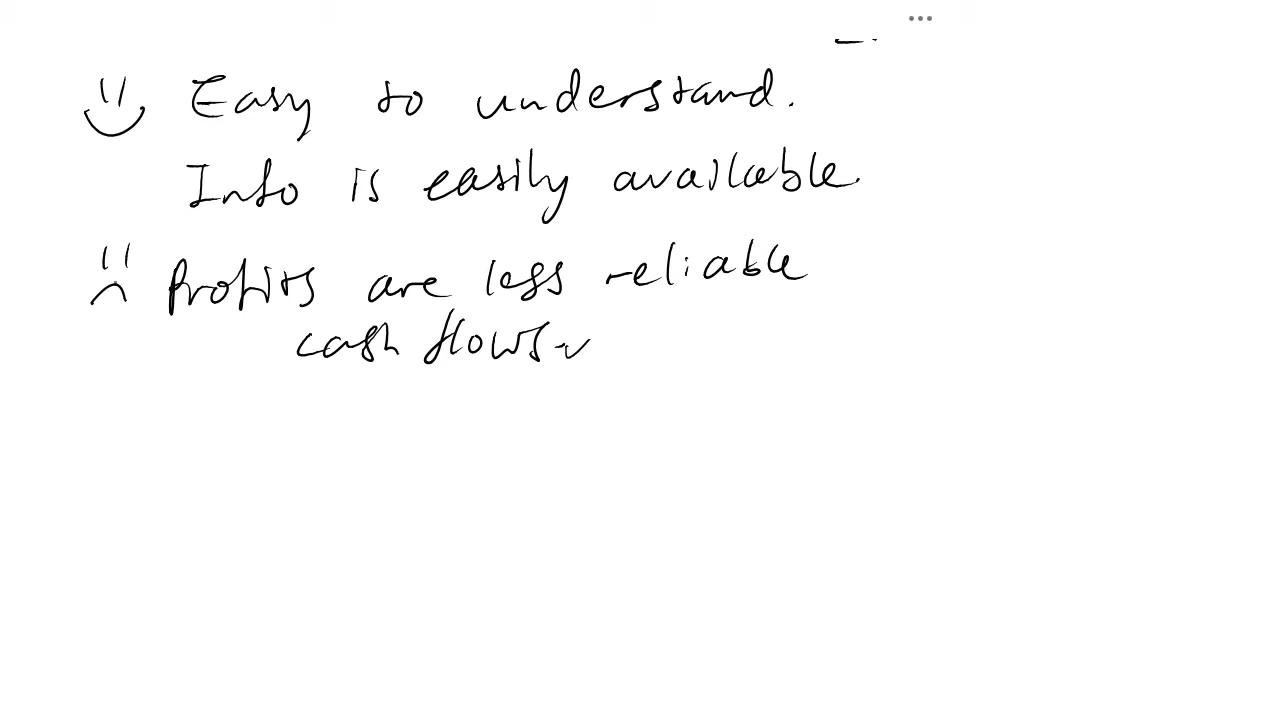 Easy to understand.
Info is easily available.
Profits are less reliable
cash flows